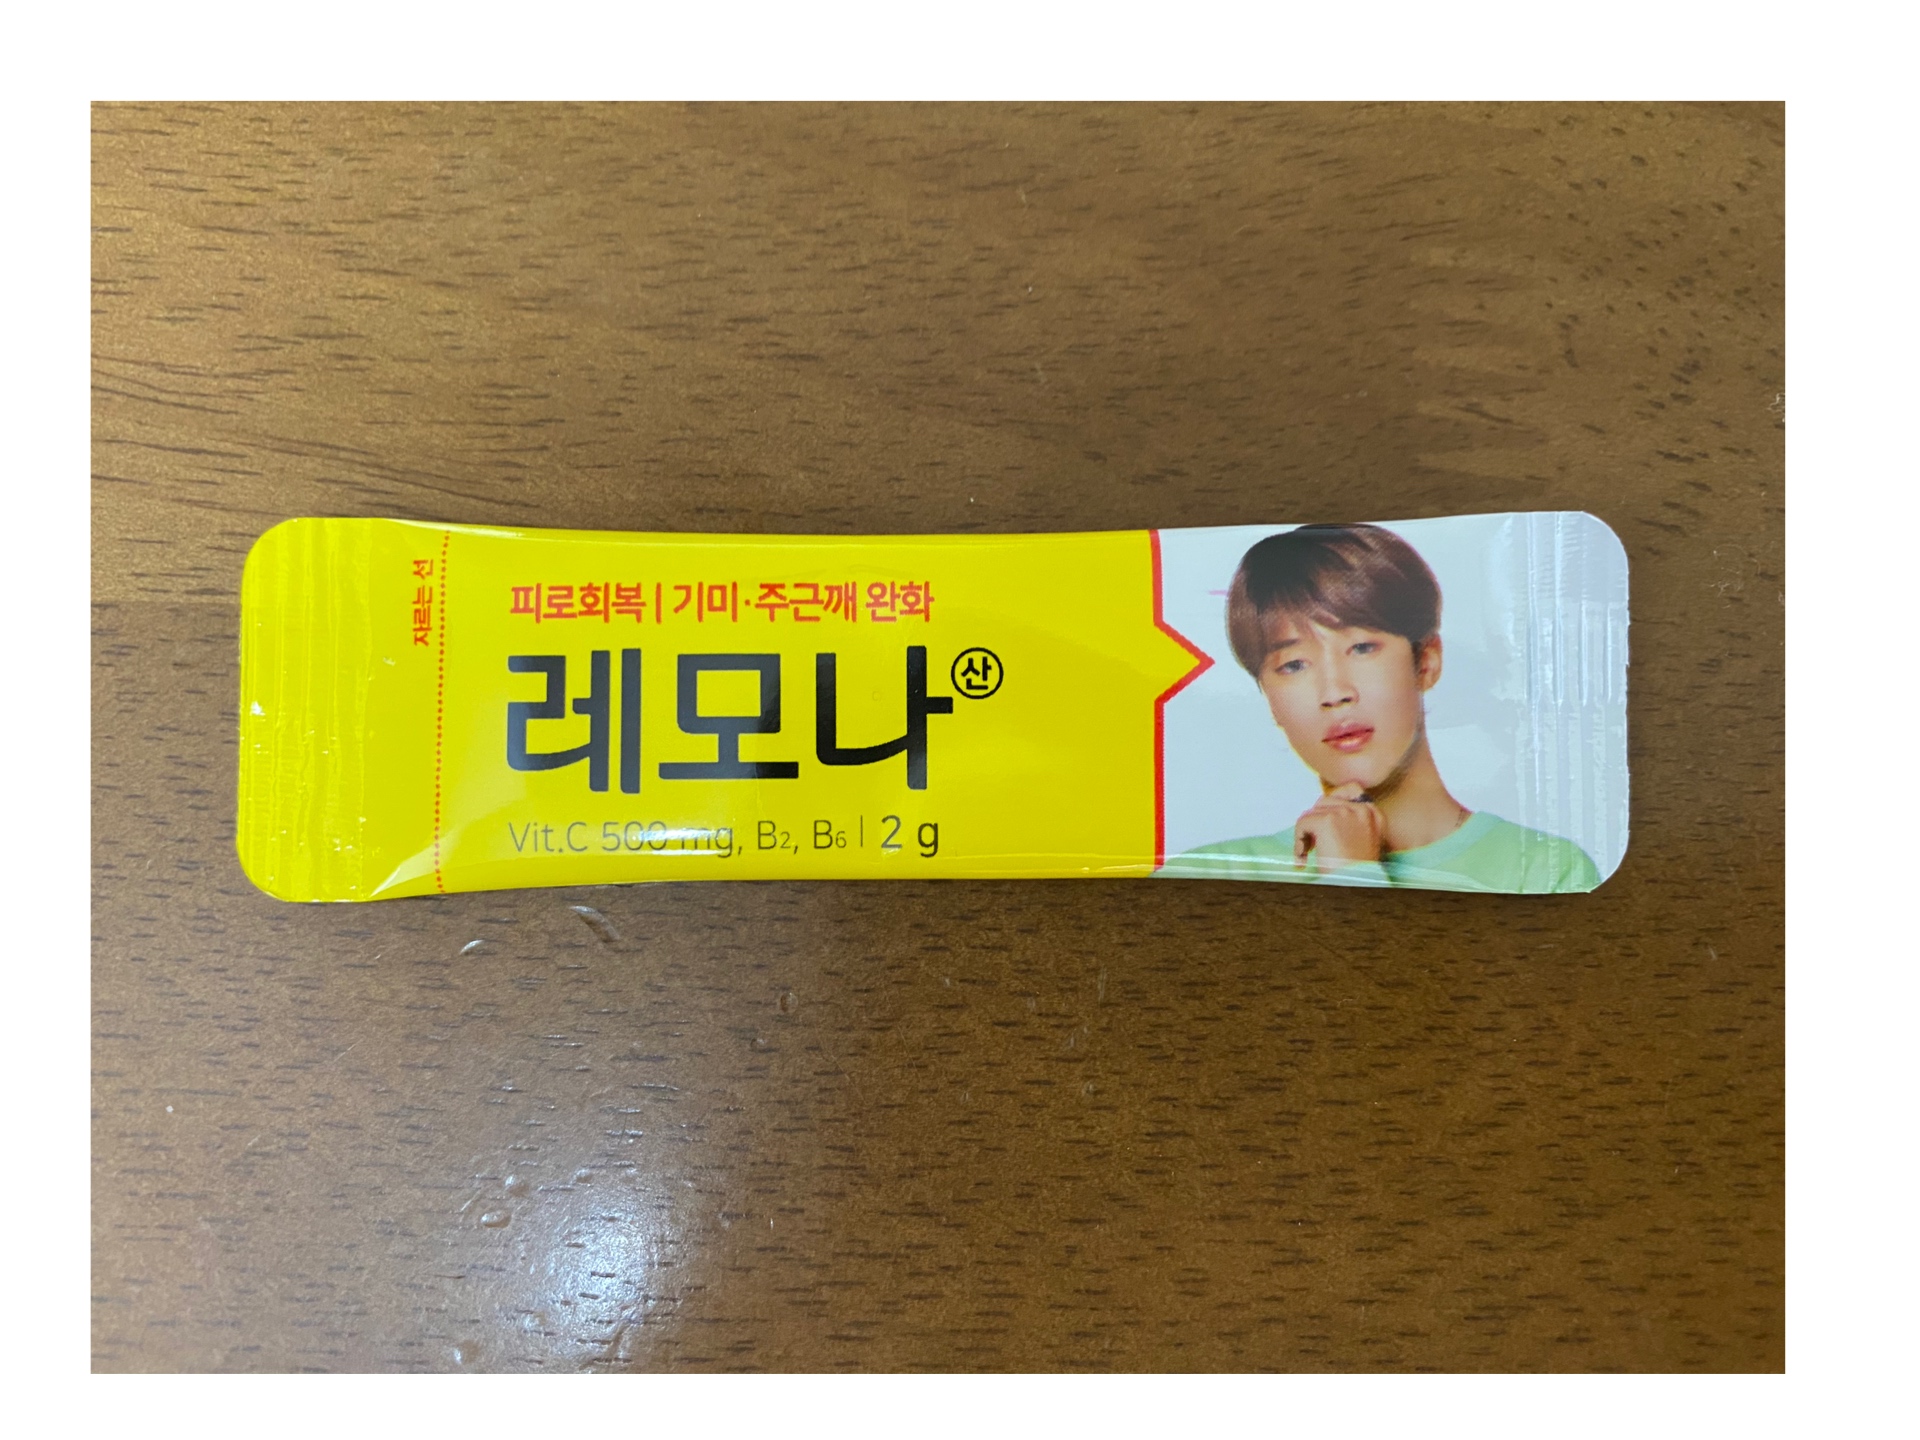 자르는 선
피로회복 | 기미·주근깨 완화
레모나 산
Vit.C 500 mg, B2, B6 | 2 g